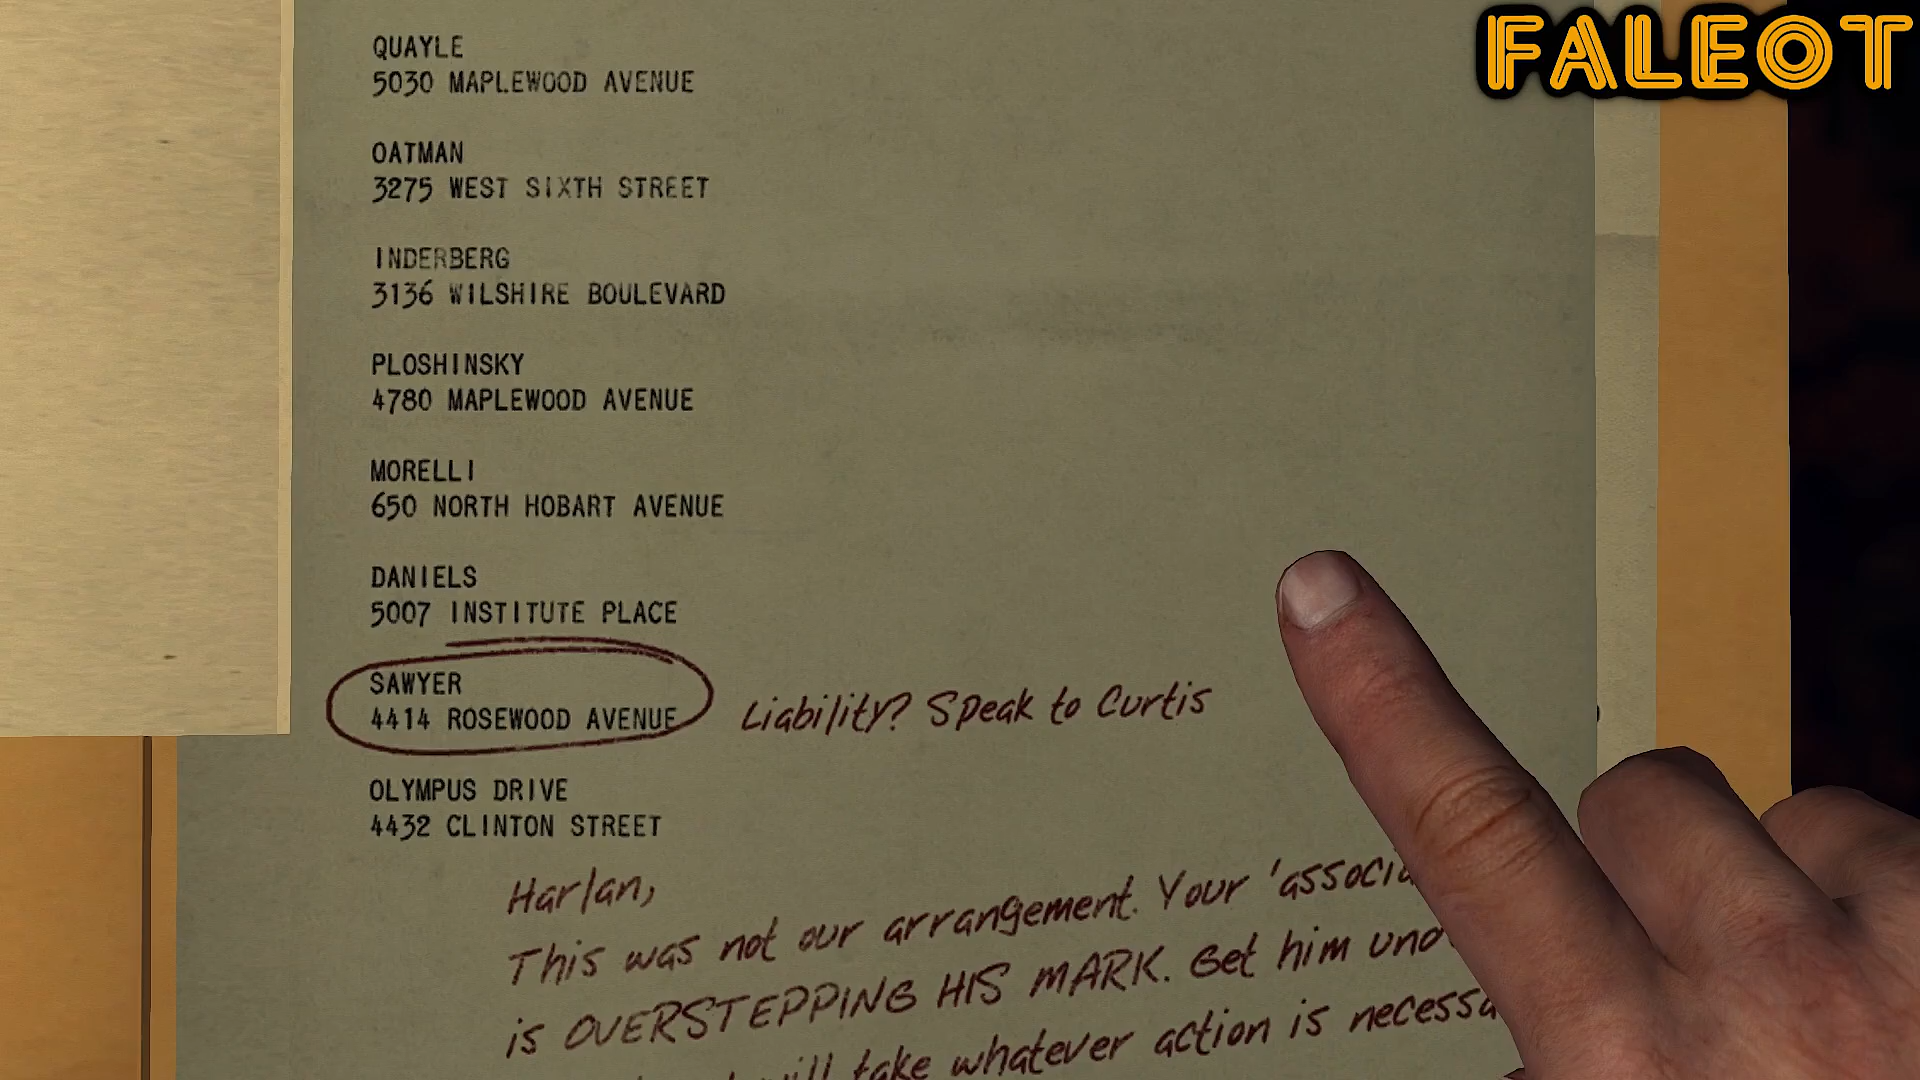 FALEOT
QUAYLE
5030 MAPLEWOOD AVENUE
OATMAN
3275 WEST SIXTH STREET
INDERBERG
3136 WILSHIRE BOULEVARD
PLOSHINSKY
4780 MAPLEWOOD AVENUE
MORELLI
650 NORTH HOBART AVENUE
DANIELS
5007 INSTITUTE PLACE
SAWYER
4414 ROSEWOOD AVENUE
Liability? Speak to Curtis
OLYMPUS DRIVE
4432 CLINTON STREET
Harlan,
This was not our arrangement. Your
is OVERSTEPPING HIS MARK. Get him
take whatever action is